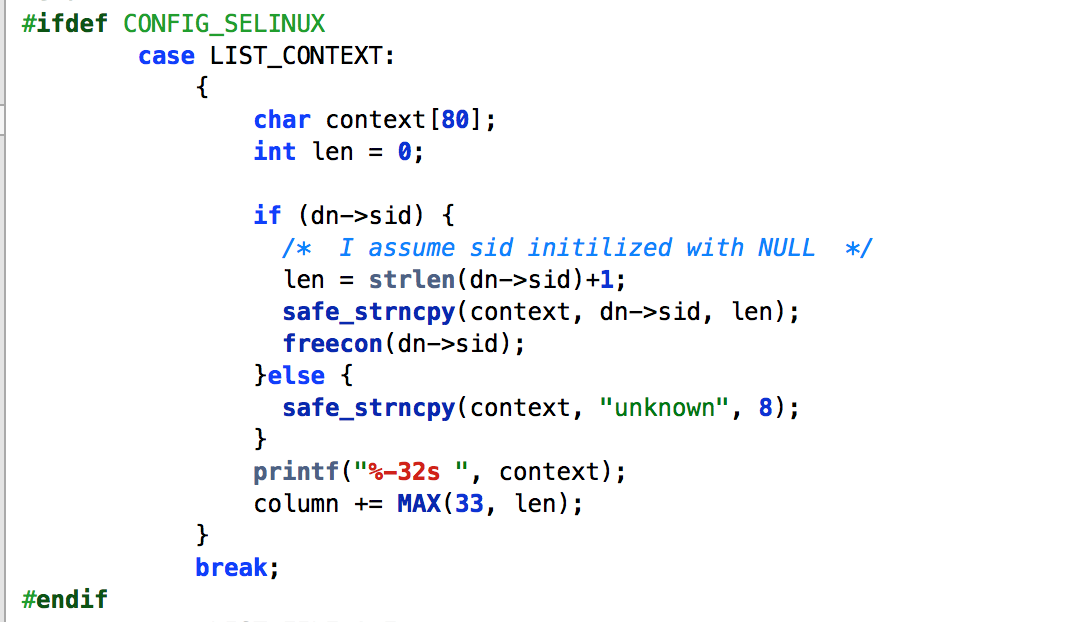 #ifdef CONFIG_SELINUX
case LIST_CONTEXT:
{
char context[80];
int len = 0;
if (dn->sid) {
/*  I assume sid initilized with NULL  */
len = strlen(dn->sid)+1;
safe_strncpy(context, dn->sid, len);
freecon(dn->sid);
}else {
safe_strncpy(context, "unknown", 8);
}
printf("%-32s ", context);
column += MAX(33, len);
}
break;
#endif